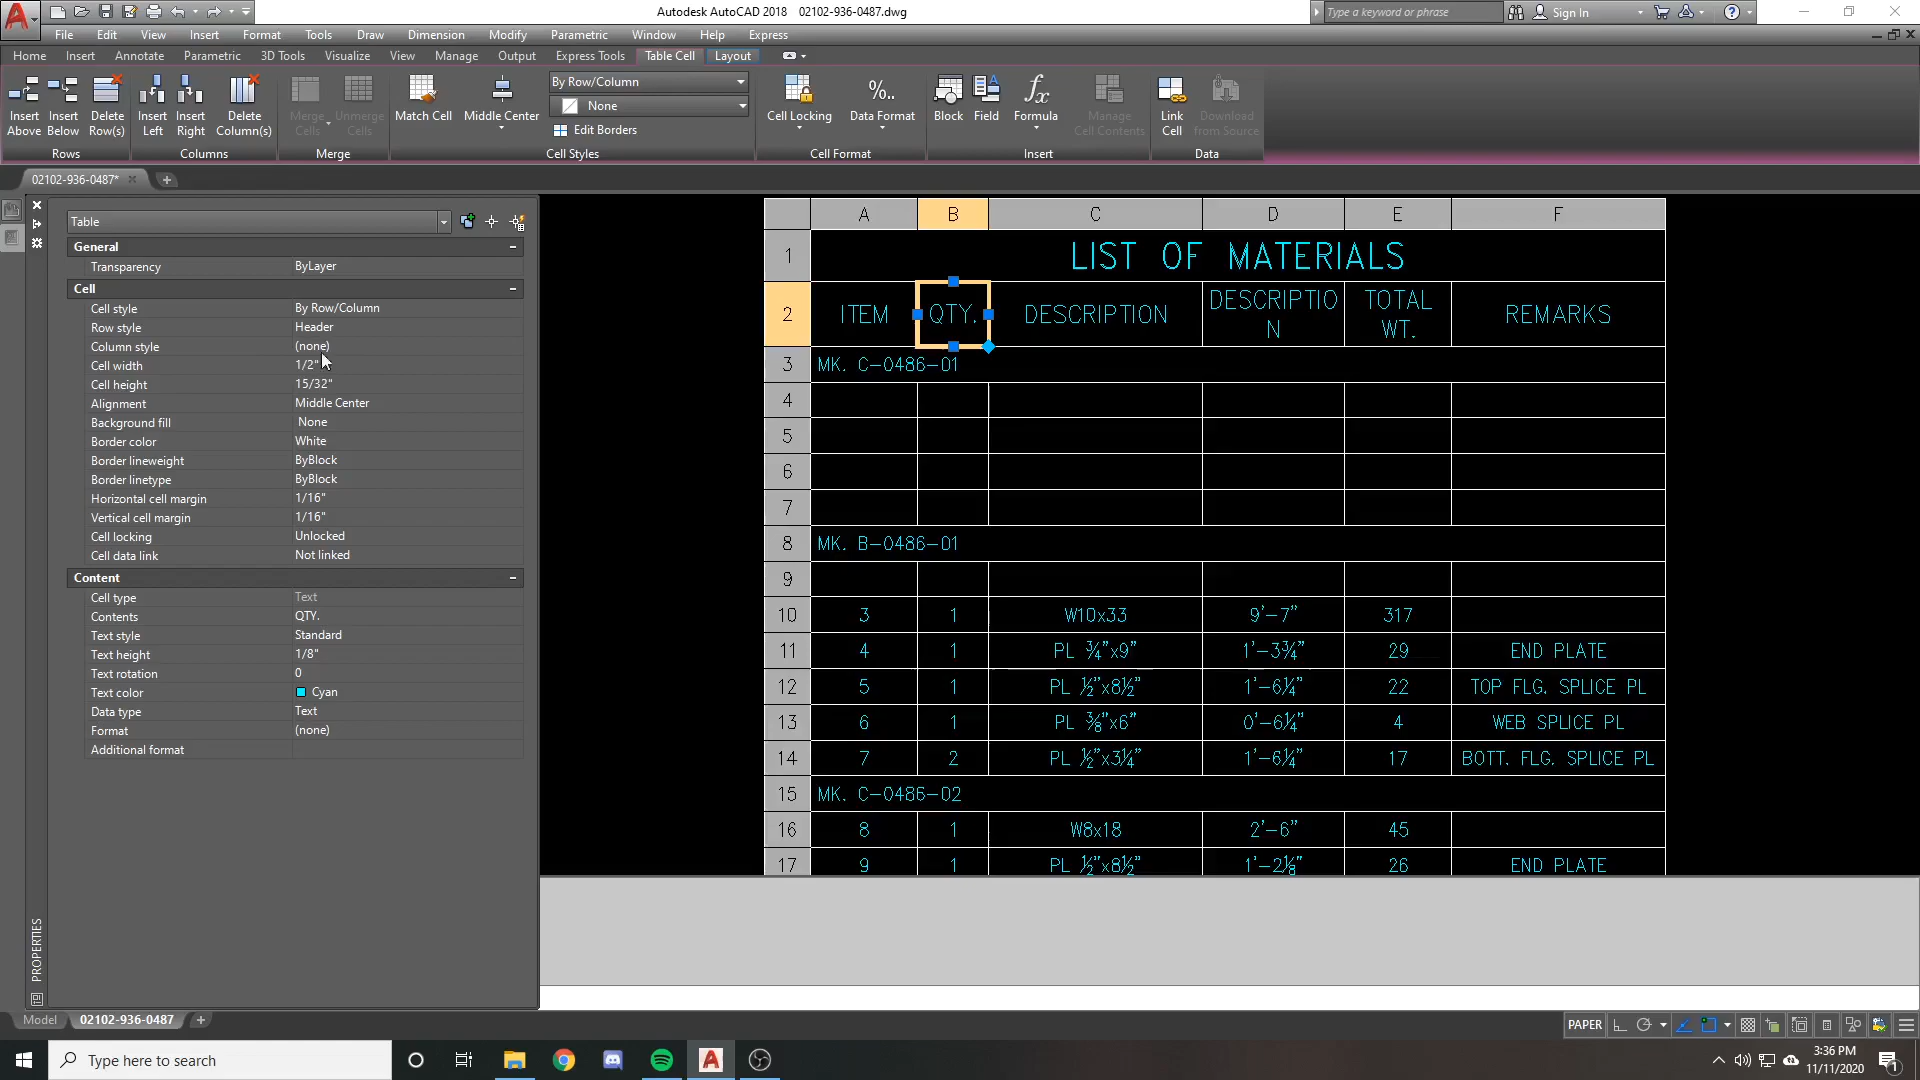 Autodesk AutoCAD 2018 02102-936-0487.dwg
Type a keyword or phrase
Sign In
File Edit View Insert Format Tools Draw Dimension Modify Parametric Window Help Express
Home Insert Annotate Parametric 3D Tools Visualize View Manage Output Express Tools Table Cell Layout
Insert Above
Insert Below
Delete Row(s)
Insert Left
Insert Right
Delete Column(s)
Merge Cells
Unmerge Cells
Match Cell
Middle Center
By Row/Column
None
Edit Borders
Cell Locking
%..
Data Format
Block
Field
fx
Formula
Manage Cell Contents
Link Cell
Download from Source
Rows
Columns
Merge
Cell Styles
Cell Format
Insert
Data
02102-936-0487*
Table
General
Transparency ByLayer
Cell
Cell style By Row/Column
Row style Header
Column style (none)
Cell width 1/2"
Cell height 15/32"
Alignment Middle Center
Background fill None
Border color White
Border lineweight ByBlock
Border linetype ByBlock
Horizontal cell margin 1/16"
Vertical cell margin 1/16"
Cell locking Unlocked
Cell data link Not linked
Content
Cell type Text
Contents QTY.
Text style Standard
Text height 1/8"
Text rotation 0
Text color Cyan
Data type Text
Format (none)
Additional format
PROPERTIES
A B C D E F
1 LIST OF MATERIALS
2 ITEM QTY. DESCRIPTION DESCRIPTIO N TOTAL WT. REMARKS
3 MK. C-0486-01
4
5
6
7
8 MK. B-0486-01
9
10 3 1 W10x33 9'-7" 317
11 4 1 PL ¾"x9" 1'-3¾" 29 END PLATE
12 5 1 PL ½"x8½" 1'-6¼" 22 TOP FLG. SPLICE PL
13 6 1 PL ⅜"x6" 0'-6¼" 4 WEB SPLICE PL
14 7 2 PL ½"x3¼" 1'-6¼" 17 BOTT. FLG. SPLICE PL
15 MK. C-0486-02
16 8 1 W8x18 2'-6" 45
17 9 1 PL ½"x8½" 1'-2⅛" 26 END PLATE
Model 02102-936-0487
PAPER
Type here to search
3:36 PM
11/11/2020
1